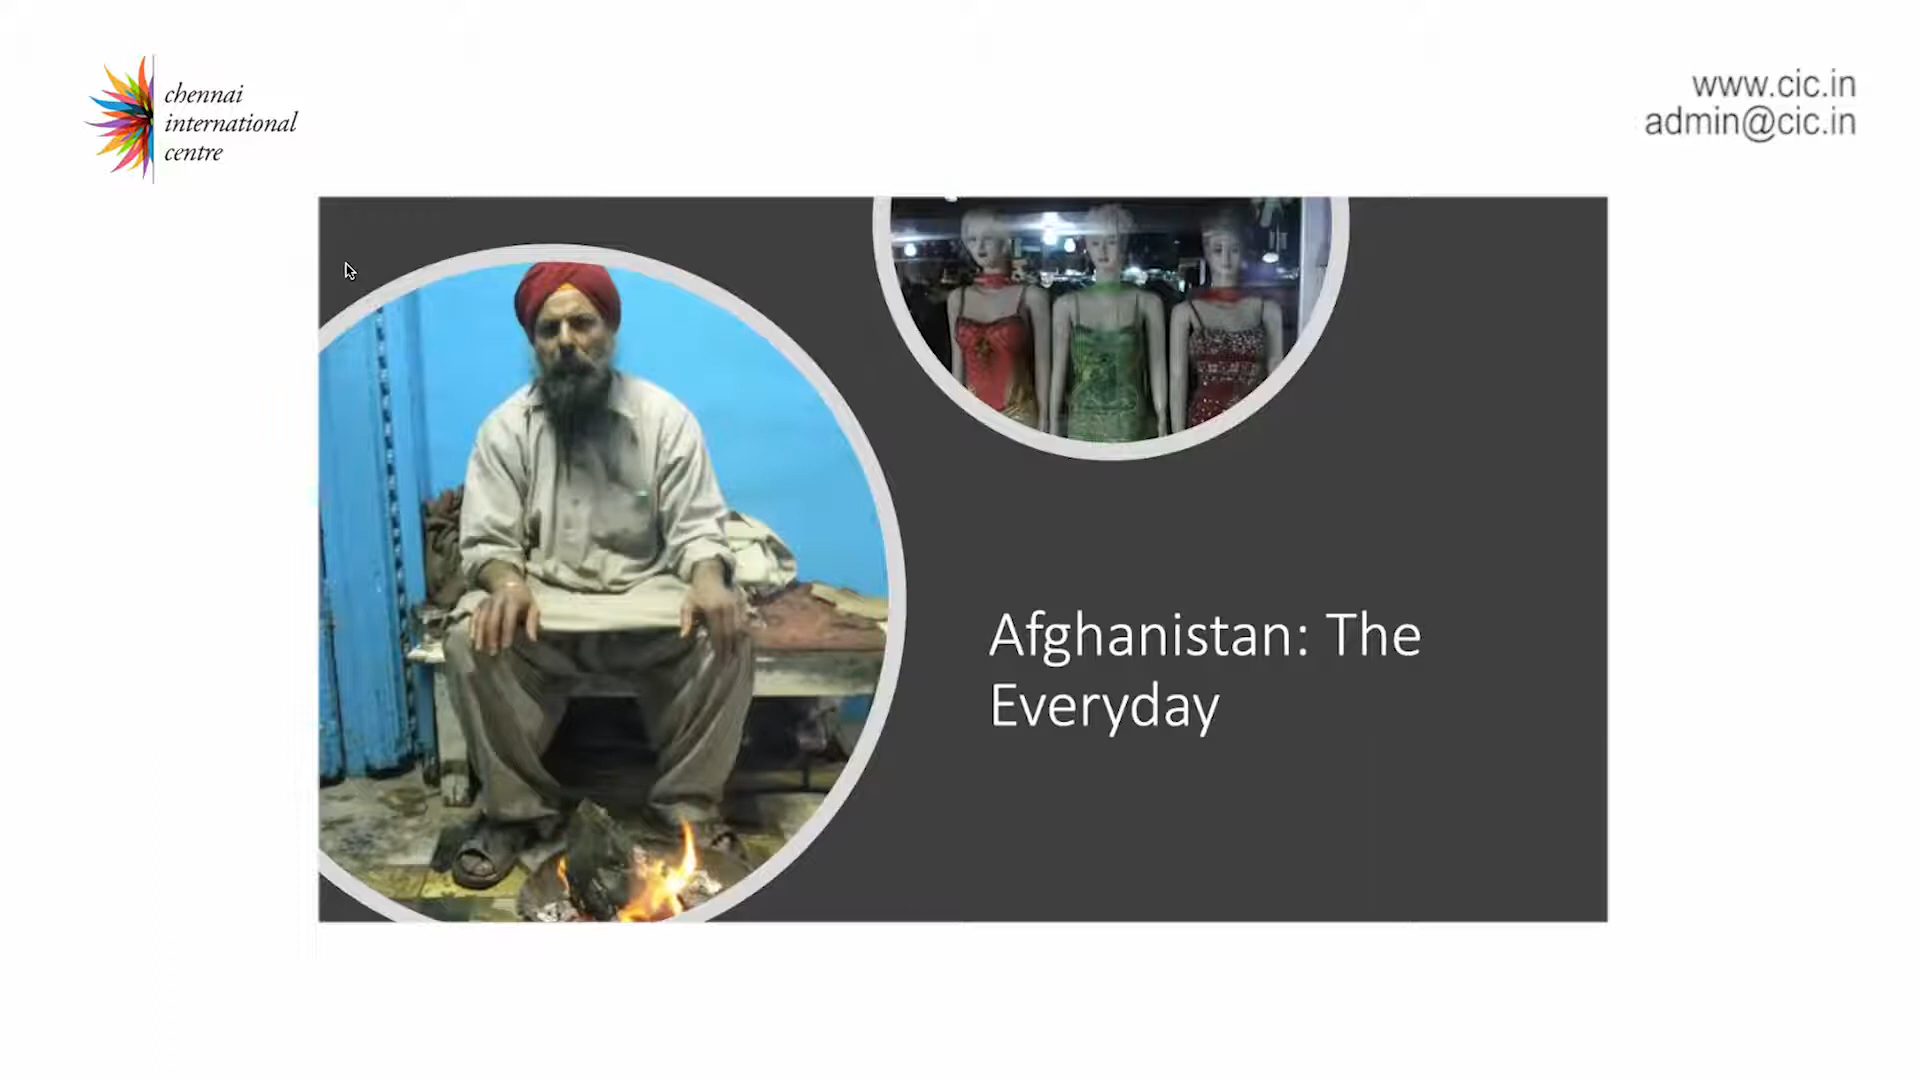 chennai
international
centre
www.cic.in
admin@cic.in
Afghanistan: The
Everyday